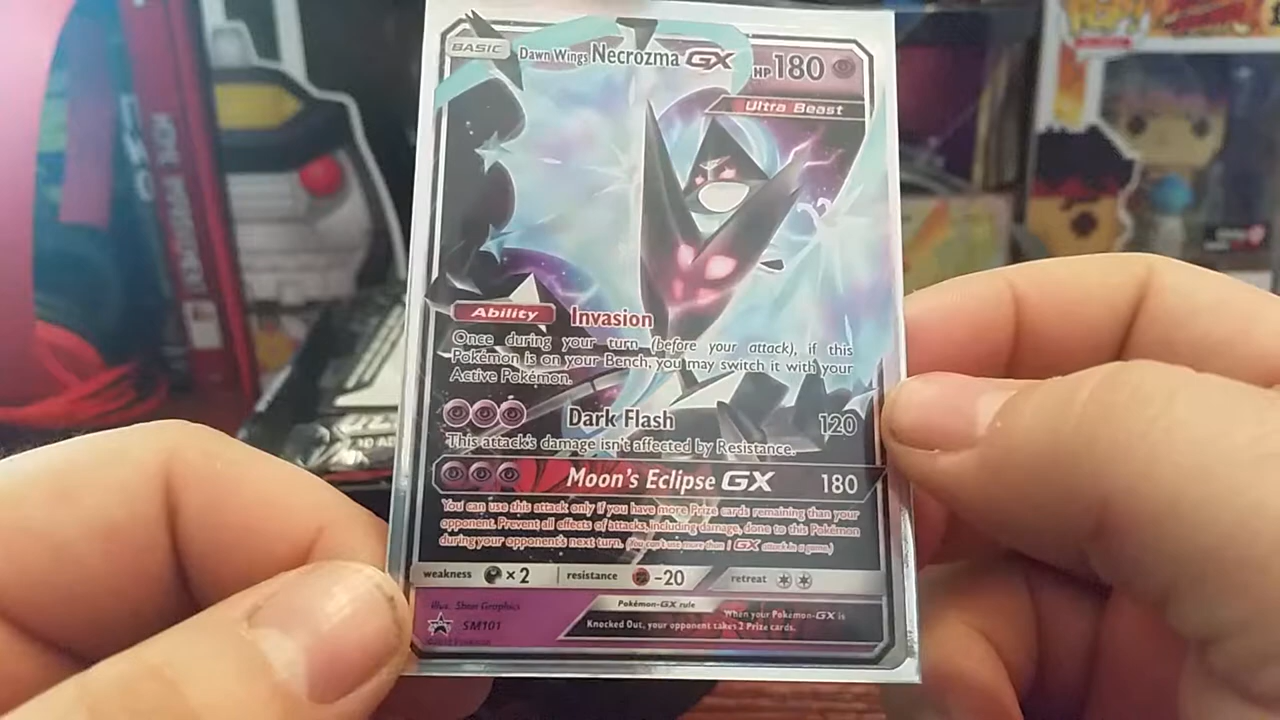 BASIC Dawn Wings Necrozma GX HP 180
Ultra Beast
Ability Invasion
Once during your turn (before your attack), if this
Pokémon is on your Bench, you may switch it with your
Active Pokémon.
Dark Flash 120
This attack's damage isn't affected by Resistance.
Moon's Eclipse GX 180
You can use this attack only if you have more Prize cards remaining than your
opponent. Prevent all effects of attacks, including damage, done to this Pokémon
during your opponent's next turn. (You can't use more than 1 GX attack in a game.)
weakness ×2 resistance -20 retreat
Illus. 5ban Graphics
SM101
Pokémon-GX rule
When your Pokémon-GX is
Knocked Out, your opponent takes 2 Prize cards.